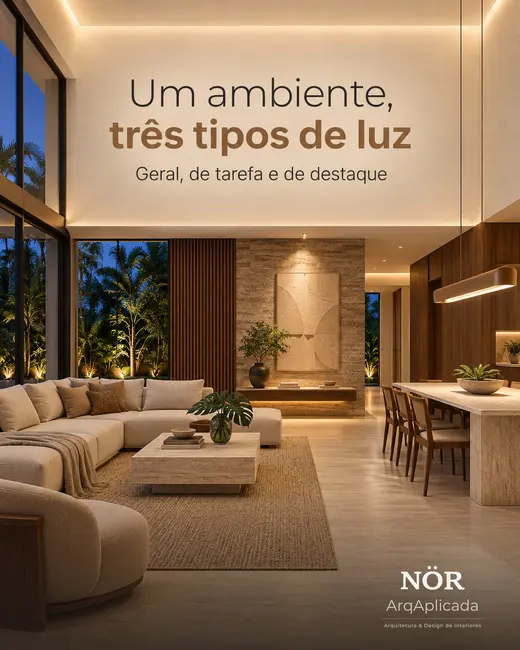 Um ambiente,
três tipos de luz
Geral, de tarefa e de destaque
NÖR
ArqAplicada
Arquitetura & Design de Interiores